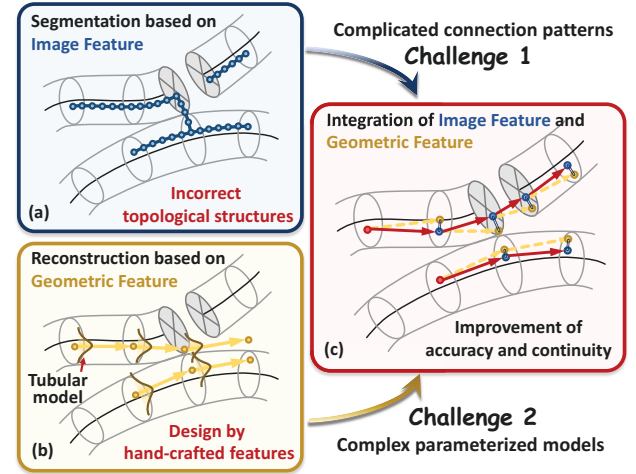 Segmentation based on
Image Feature
Incorrect
topological structures
(a)
Complicated connection patterns
Challenge 1
Reconstruction based on
Geometric Feature
Tubular
model
Design by
hand-crafted features
(b)
Integration of Image Feature and
Geometric Feature
Improvement of
accuracy and continuity
(c)
Challenge 2
Complex parameterized models